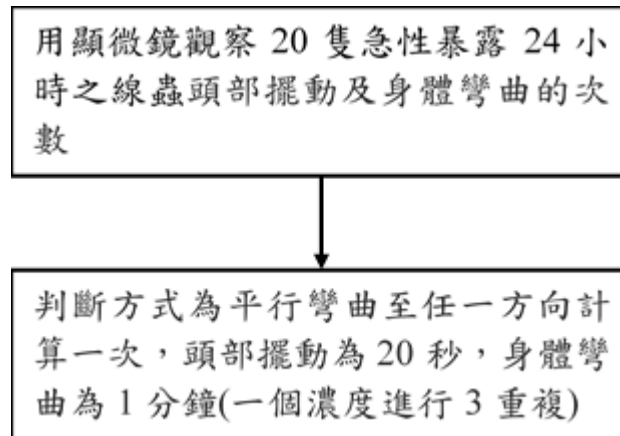 用顯微鏡觀察 20 隻急性暴露 24 小
時之線蟲頭部擺動及身體彎曲的次
數
判斷方式為平行彎曲至任一方向計
算一次，頭部擺動為 20 秒，身體彎
曲為 1 分鐘(一個濃度進行 3 重複)